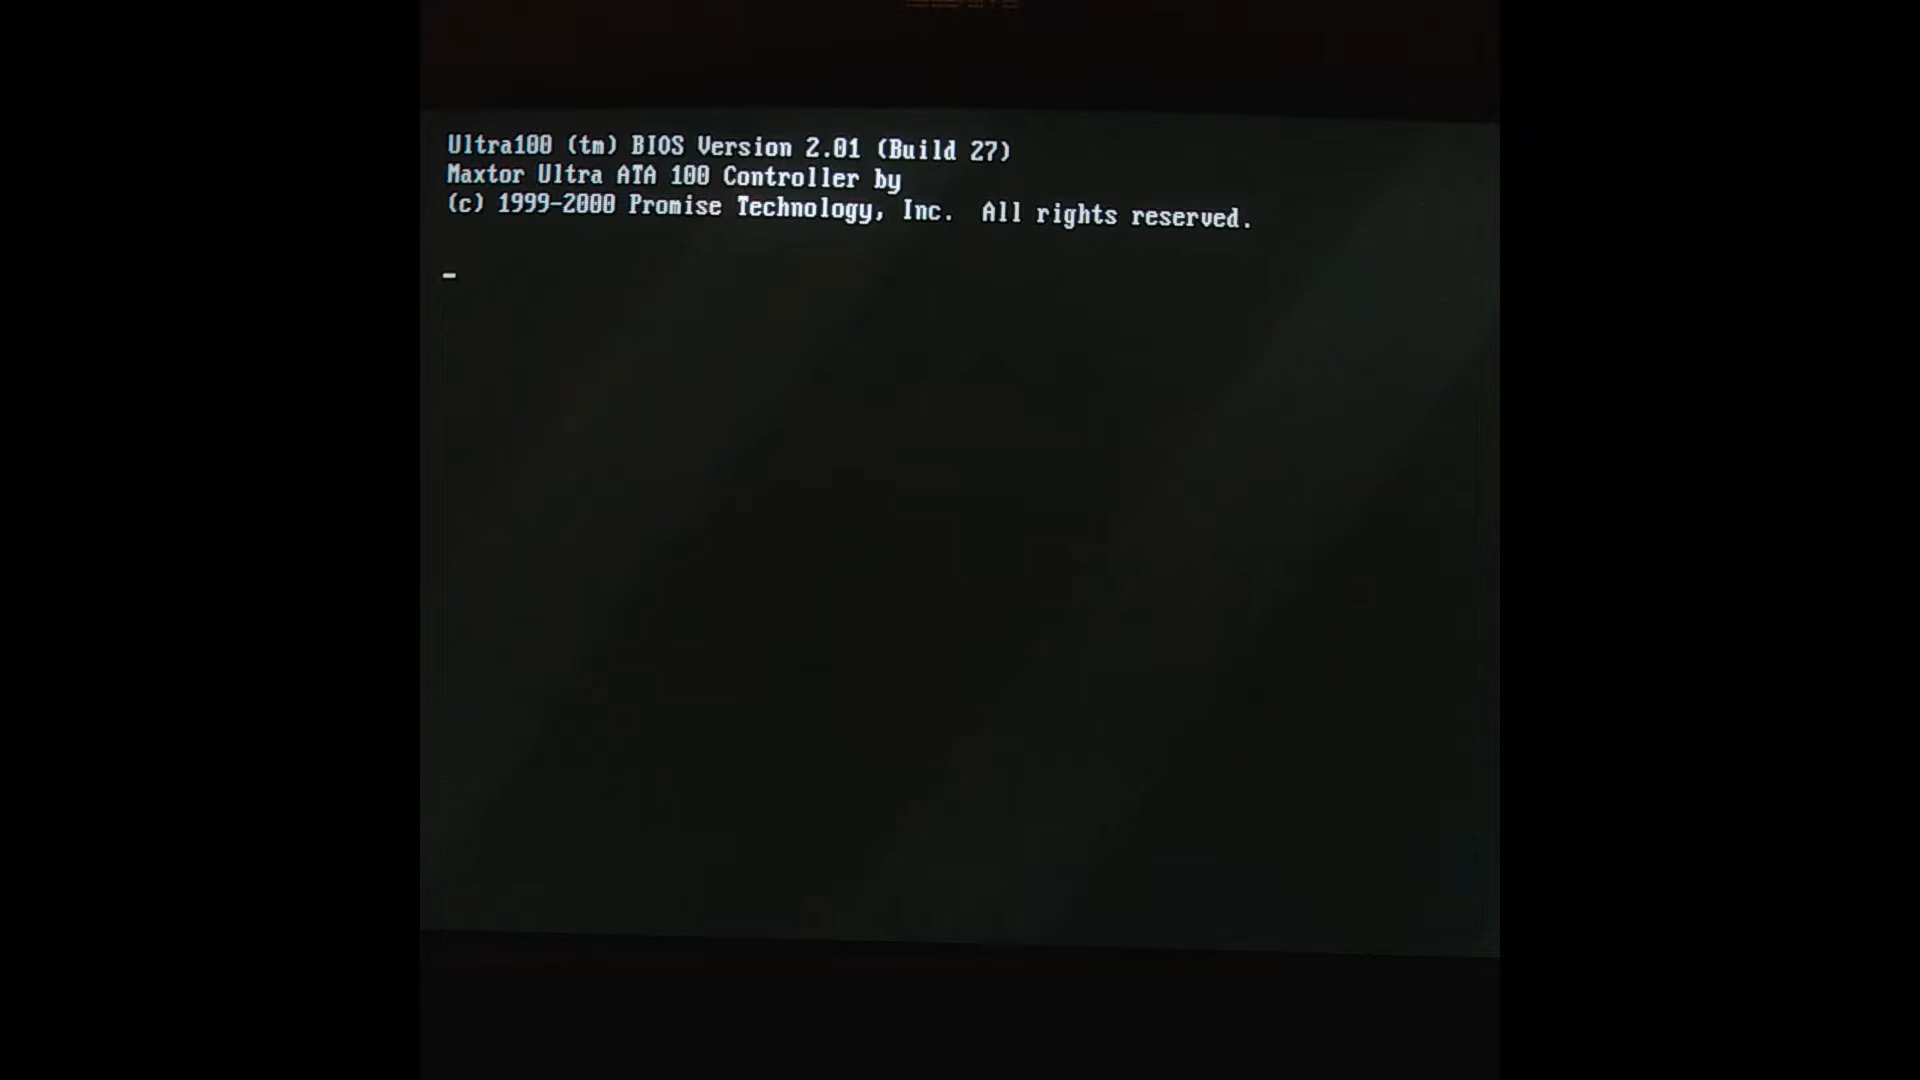 Ultra100 (tm) BIOS Version 2.01 (Build 27)
Maxtor Ultra ATA 100 Controller by
(c) 1999-2000 Promise Technology, Inc.  All rights reserved.